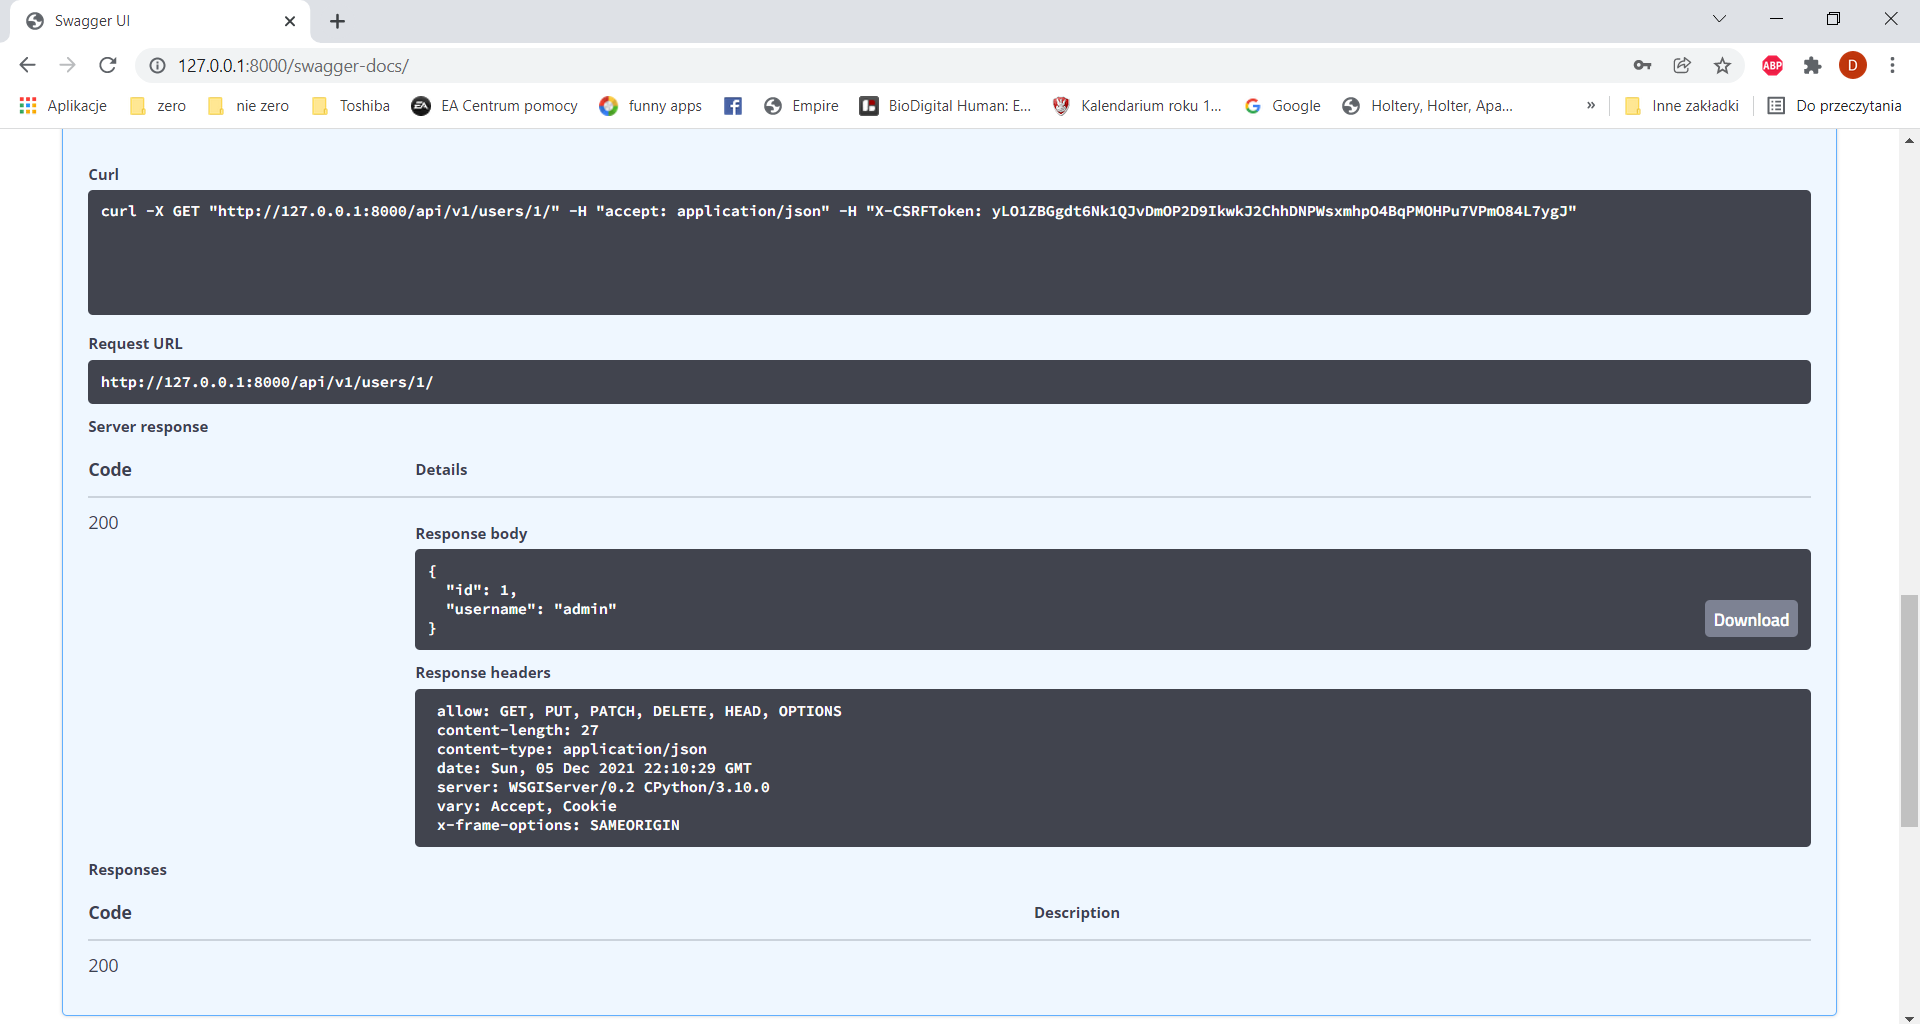 Swagger UI
127.0.0.1:8000/swagger-docs/
ABP
D
Aplikacje
zero
nie zero
Toshiba
EA Centrum pomocy
funny apps
Empire
BioDigital Human: E...
Kalendarium roku 1...
Google
Holtery, Holter, Apa...
»
Inne zakładki
Do przeczytania
Curl
curl -X GET "http://127.0.0.1:8000/api/v1/users/1/" -H "accept: application/json" -H "X-CSRFToken: yLO1ZBGgdt6Nk1QJvDmOP2D9IkwkJ2ChhDNPWsxmhpO4BqPMOHPu7VPmO84L7ygJ"
Request URL
http://127.0.0.1:8000/api/v1/users/1/
Server response
Code Details
200
Response body
{
  "id": 1,
  "username": "admin"
}
Download
Response headers
allow: GET, PUT, PATCH, DELETE, HEAD, OPTIONS
content-length: 27
content-type: application/json
date: Sun, 05 Dec 2021 22:10:29 GMT
server: WSGIServer/0.2 CPython/3.10.0
vary: Accept, Cookie
x-frame-options: SAMEORIGIN
Responses
Code Description
200